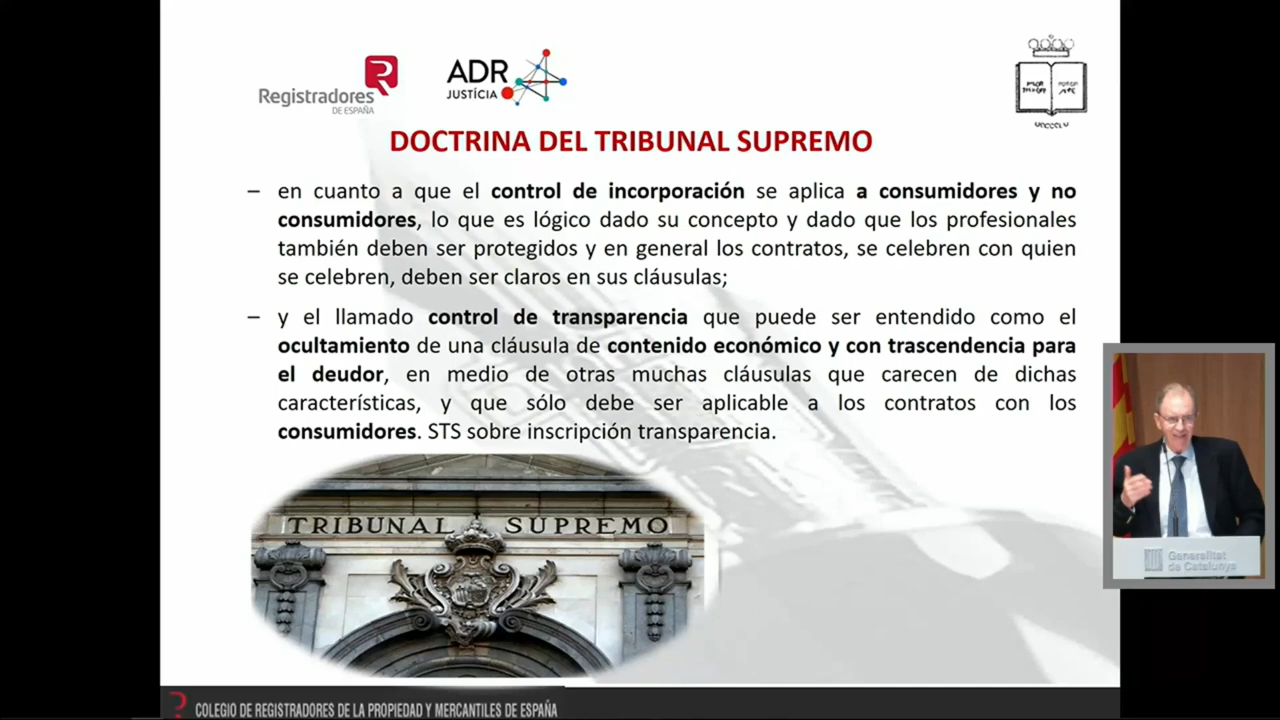 Registradores
DE ESPAÑA
ADR
JUSTÍCIA
DOCTRINA DEL TRIBUNAL SUPREMO
– en cuanto a que el control de incorporación se aplica a consumidores y no
consumidores, lo que es lógico dado su concepto y dado que los profesionales
también deben ser protegidos y en general los contratos, se celebren con quien
se celebren, deben ser claros en sus cláusulas;
– y el llamado control de transparencia que puede ser entendido como el
ocultamiento de una cláusula de contenido económico y con trascendencia para
el deudor, en medio de otras muchas cláusulas que carecen de dichas
características, y que sólo debe ser aplicable a los contratos con los
consumidores. STS sobre inscripción transparencia.
TRIBUNAL SUPREMO
Generalitat
de Catalunya
COLEGIO DE REGISTRADORES DE LA PROPIEDAD Y MERCANTILES DE ESPAÑA